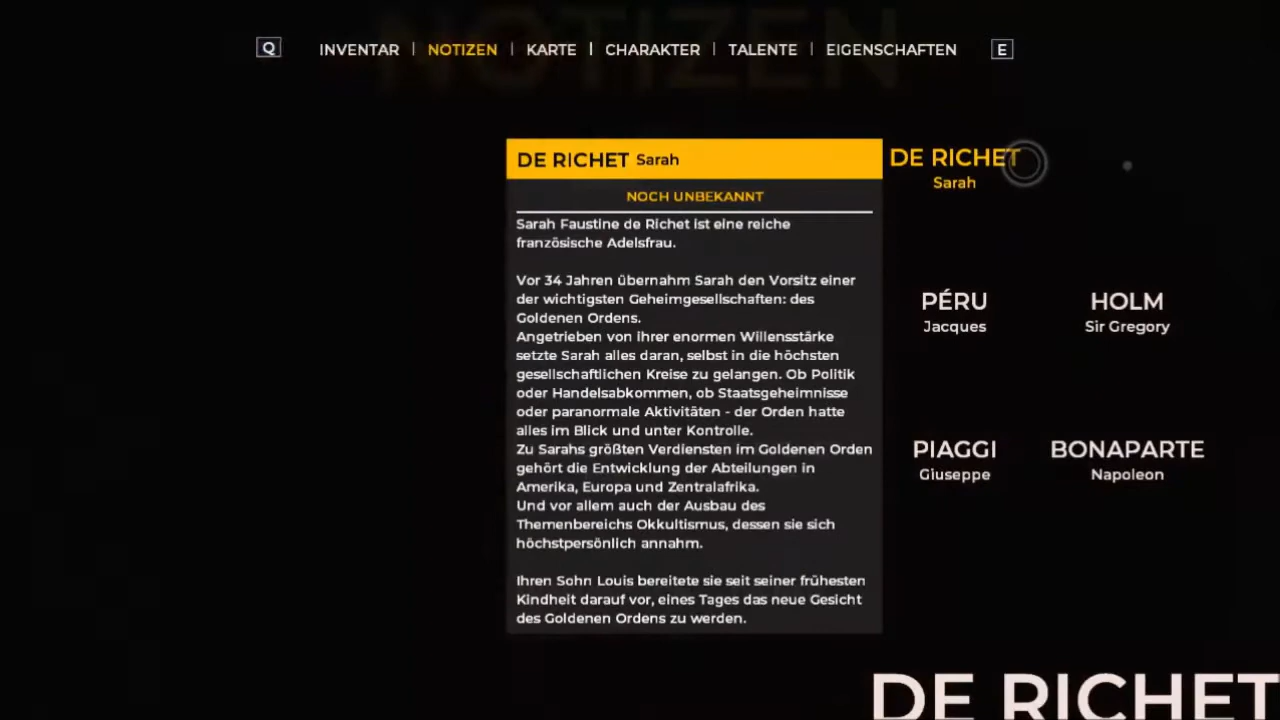 NOTIZEN
Q INVENTAR | NOTIZEN | KARTE | CHARAKTER | TALENTE | EIGENSCHAFTEN E
DE RICHET Sarah
NOCH UNBEKANNT
Sarah Faustine de Richet ist eine reiche
französische Adelsfrau.
Vor 34 Jahren übernahm Sarah den Vorsitz einer
der wichtigsten Geheimgesellschaften: des
Goldenen Ordens.
Angetrieben von ihrer enormen Willensstärke
setzte Sarah alles daran, selbst in die höchsten
gesellschaftlichen Kreise zu gelangen. Ob Politik
oder Handelsabkommen, ob Staatsgeheimnisse
oder paranormale Aktivitäten - der Orden hatte
alles im Blick und unter Kontrolle.
Zu Sarahs größten Verdiensten im Goldenen Orden
gehört die Entwicklung der Abteilungen in
Amerika, Europa und Zentralafrika.
Und vor allem auch der Ausbau des
Themenbereichs Okkultismus, dessen sie sich
höchstpersönlich annahm.
Ihren Sohn Louis bereitete sie seit seiner frühesten
Kindheit darauf vor, eines Tages das neue Gesicht
des Goldenen Ordens zu werden.
DE RICHET
Sarah
PÉRU
Jacques
HOLM
Sir Gregory
PIAGGI
Giuseppe
BONAPARTE
Napoleon
DE RICHET